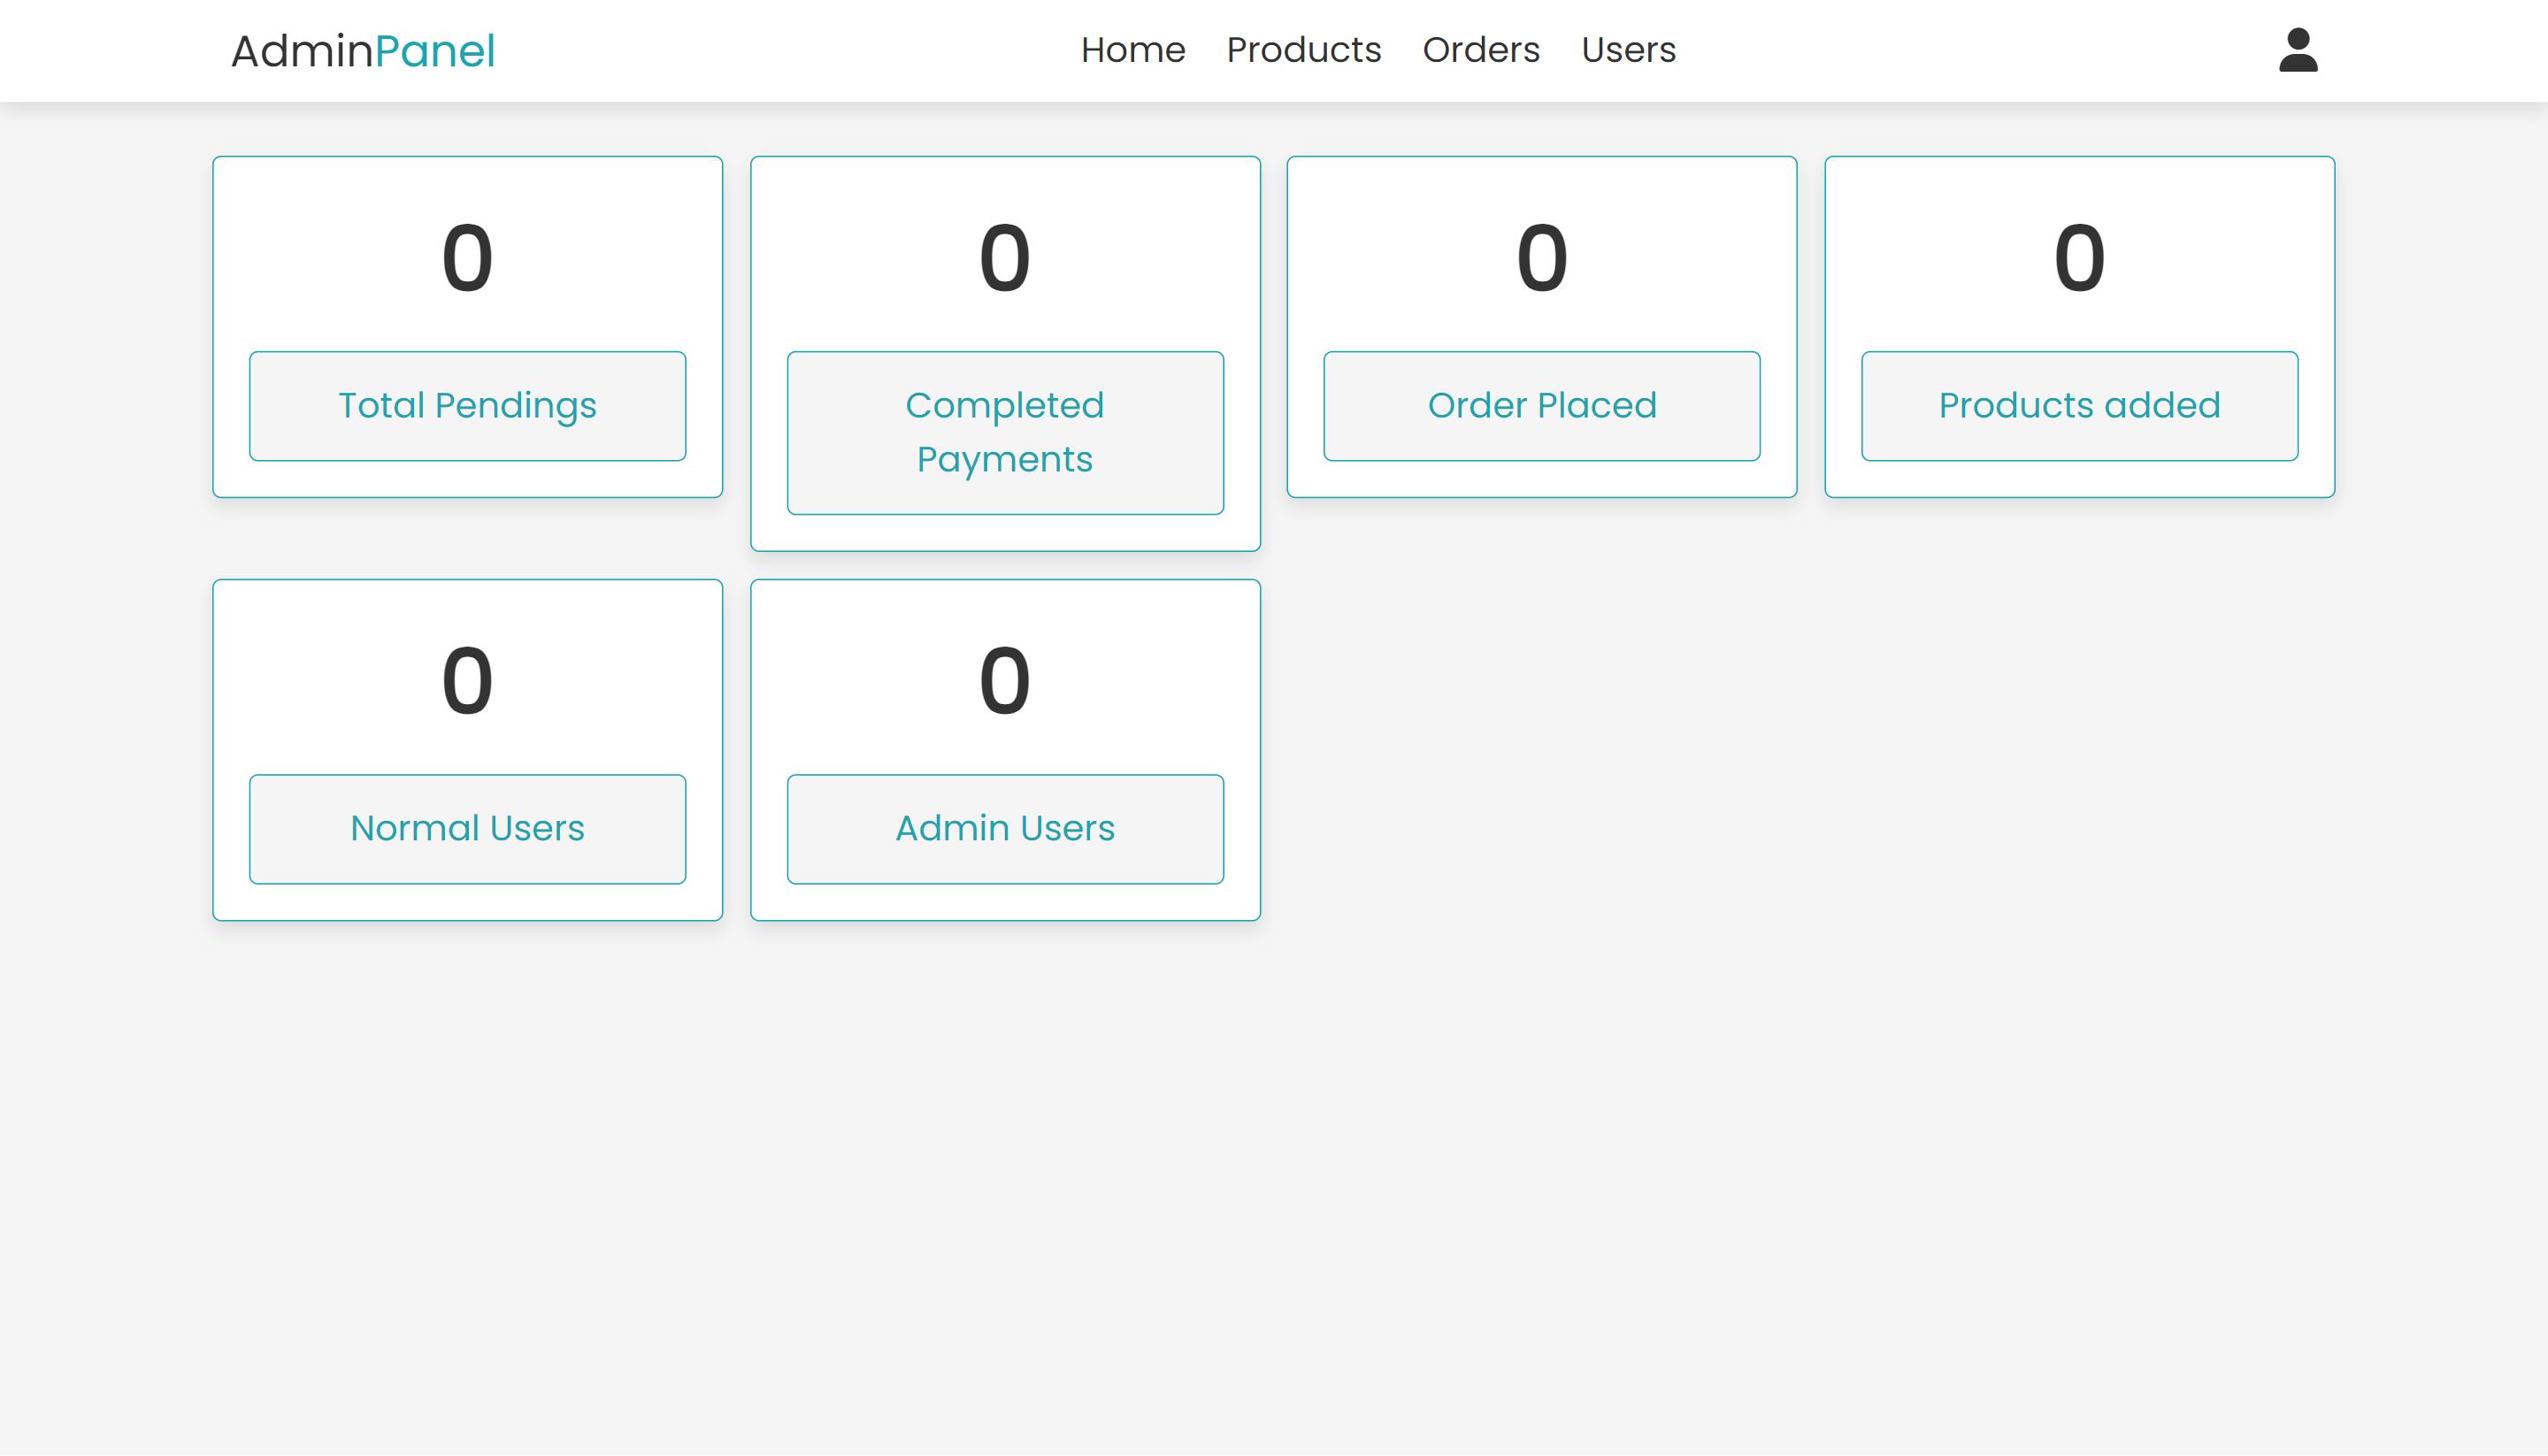 AdminPanel
Home Products Orders Users
0
Total Pendings
0
Completed
Payments
0
Order Placed
0
Products added
0
Normal Users
0
Admin Users